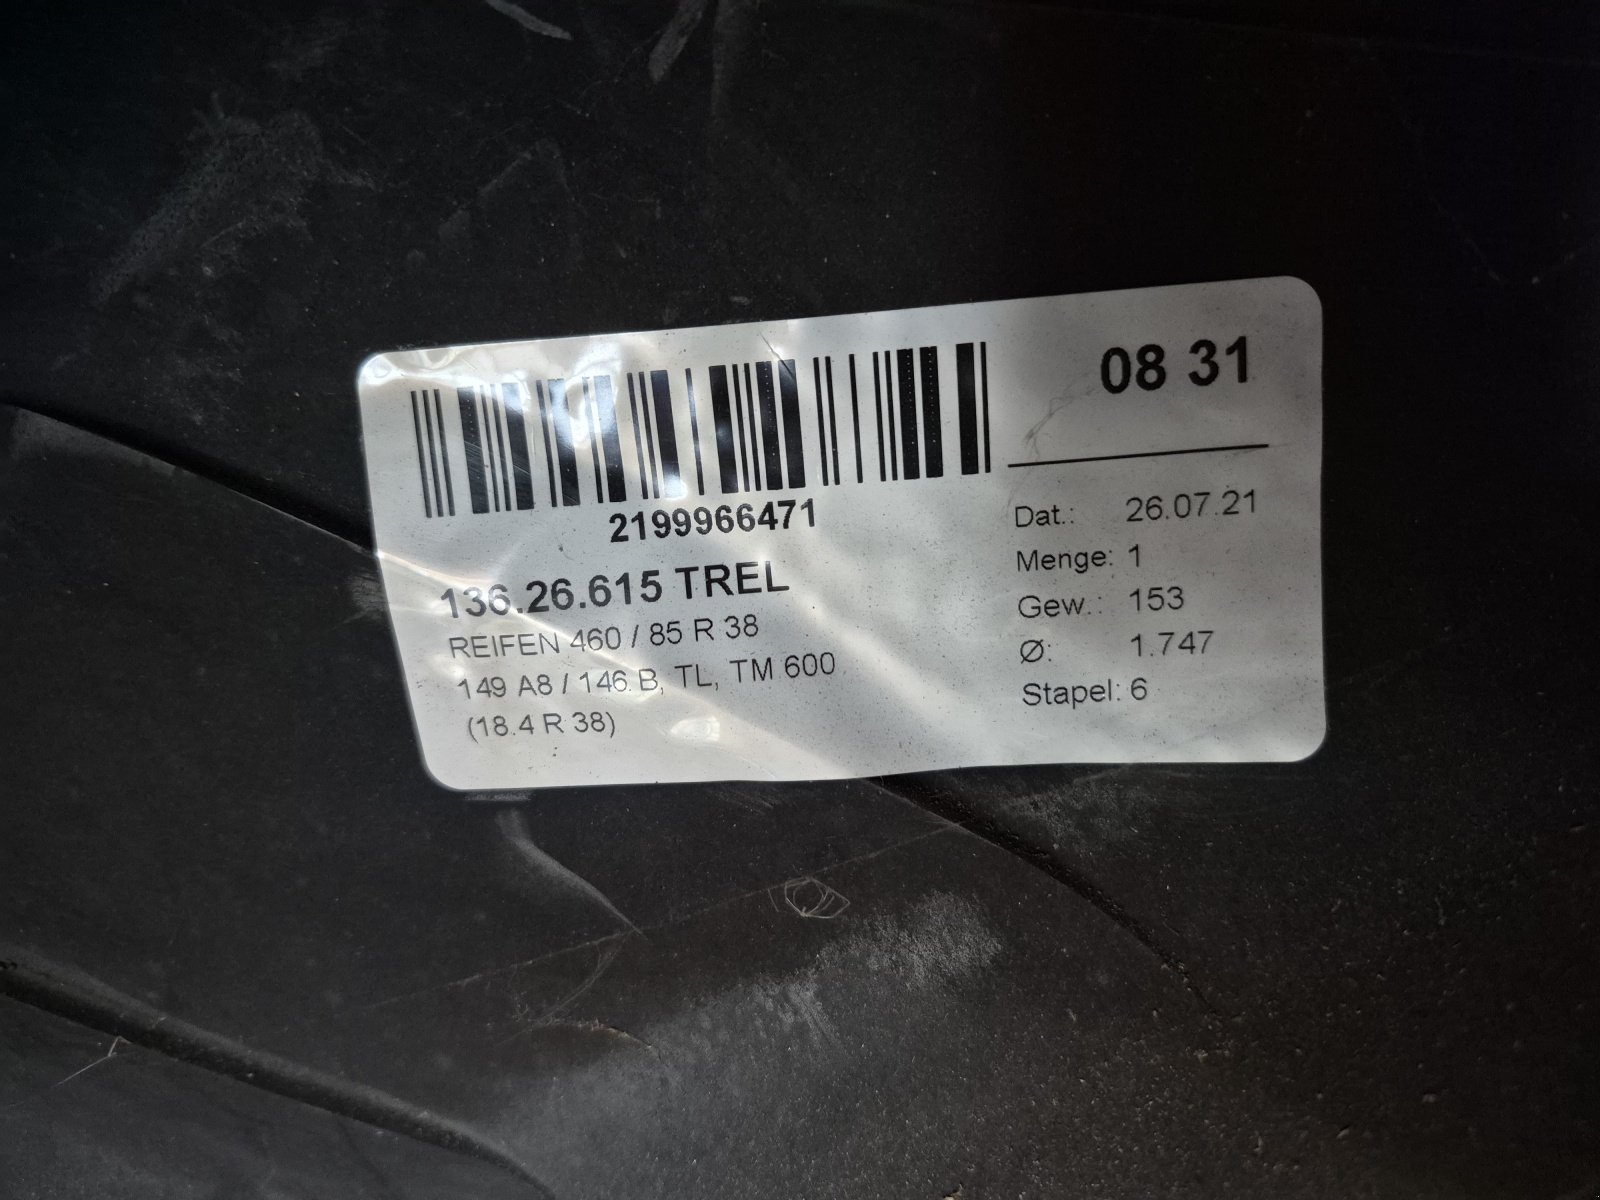 08 31
2199966471
136.26.615 TREL
REIFEN 460 / 85 R 38
149 A8 / 146 B, TL, TM 600
(18.4 R 38)
Dat.: 26.07.21
Menge: 1
Gew.: 153
Ø: 1.747
Stapel: 6